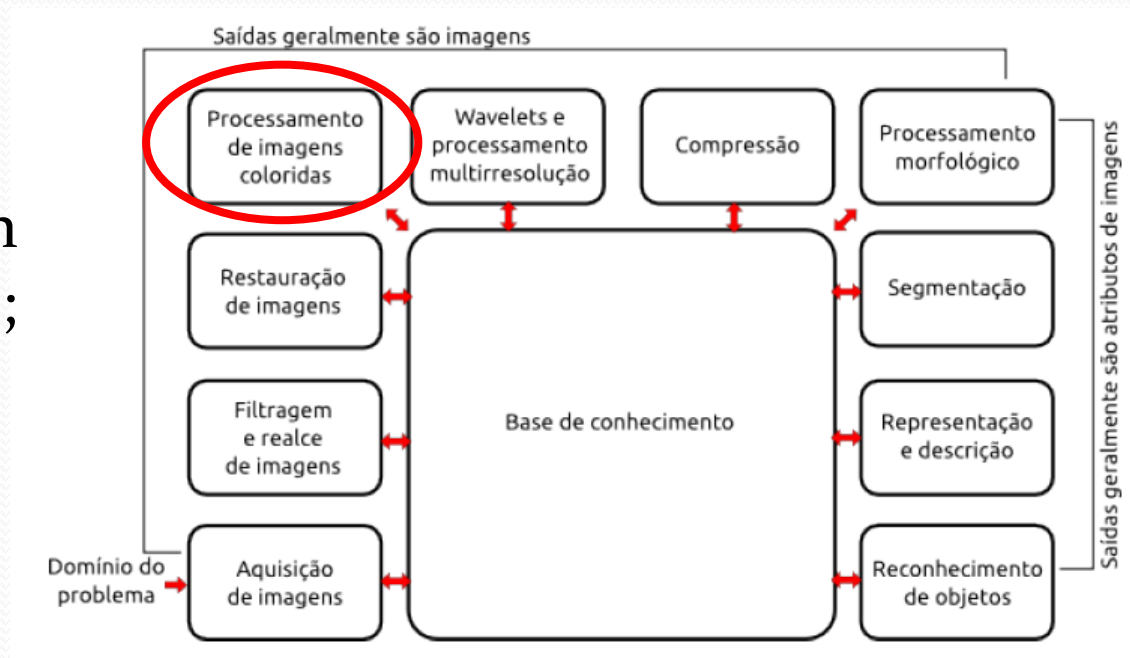 Saídas geralmente são imagens
Processamento
de imagens
coloridas
Wavelets e
processamento
multirresolução
Compressão
Processamento
morfológico
Restauração
de imagens
Segmentação
Filtragem
e realce
de imagens
Base de conhecimento
Representação
e descrição
Domínio do
problema
Aquisição
de imagens
Reconhecimento
de objetos
Saídas geralmente são atributos de imagens
;